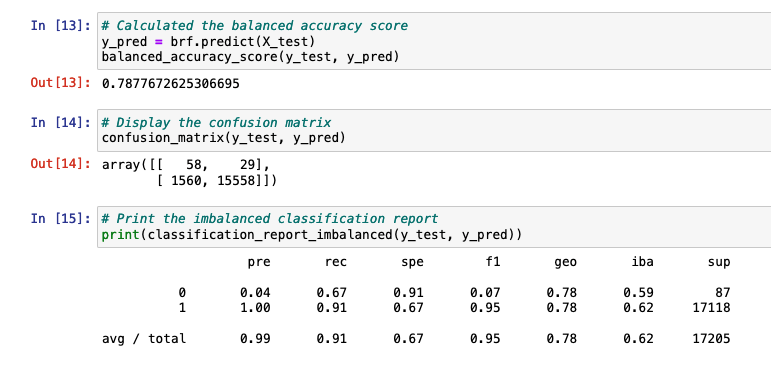 In [13]: # Calculated the balanced accuracy score
y_pred = brf.predict(X_test)
balanced_accuracy_score(y_test, y_pred)
Out[13]: 0.7877672625306695
In [14]: # Display the confusion matrix
confusion_matrix(y_test, y_pred)
Out[14]: array([[   58,    29],
       [ 1560, 15558]])
In [15]: # Print the imbalanced classification report
print(classification_report_imbalanced(y_test, y_pred))
pre rec spe f1 geo iba sup
0 0.04 0.67 0.91 0.07 0.78 0.59 87
1 1.00 0.91 0.67 0.95 0.78 0.62 17118
avg / total 0.99 0.91 0.67 0.95 0.78 0.62 17205